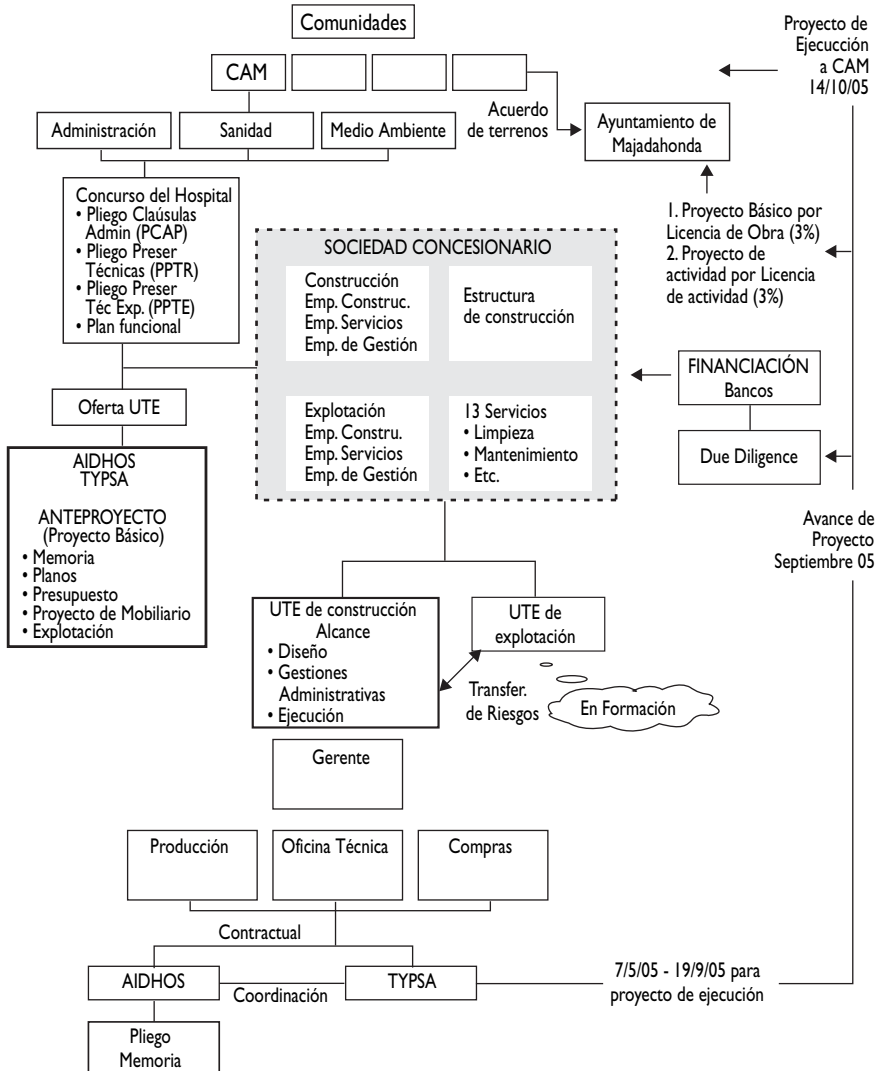 Comunidades
Proyecto de
Ejecucción
a CAM
14/10/05
CAM
Acuerdo
de terrenos
Administración
Sanidad
Medio Ambiente
Ayuntamiento de
Majadahonda
Concurso del Hospital
• Pliego Claúsulas
Admin (PCAP)
• Pliego Preser
Técnicas (PPTR)
• Pliego Preser
Téc Exp. (PPTE)
• Plan funcional
1. Proyecto Básico por
Licencia de Obra (3%)
2. Proyecto de
actividad por Licencia
de actividad (3%)
SOCIEDAD CONCESIONARIO
Construcción
Emp. Construc.
Emp. Servicios
Emp. de Gestión
Estructura
de construcción
Explotación
Emp. Constru.
Emp. Servicios
Emp. de Gestión
13 Servicios
• Limpieza
• Mantenimiento
• Etc.
FINANCIACIÓN
Bancos
Due Diligence
Oferta UTE
AIDHOS
TYPSA
ANTEPROYECTO
(Proyecto Básico)
• Memoria
• Planos
• Presupuesto
• Proyecto de Mobiliario
• Explotación
Avance de
Proyecto
Septiembre 05
UTE de construcción
Alcance
• Diseño
• Gestiones
Administrativas
• Ejecución
UTE de
explotación
Transfer.
de Riesgos
En Formación
Gerente
Producción
Oficina Técnica
Compras
Contractual
AIDHOS
Coordinación
TYPSA
7/5/05 - 19/9/05 para
proyecto de ejecución
Pliego
Memoria